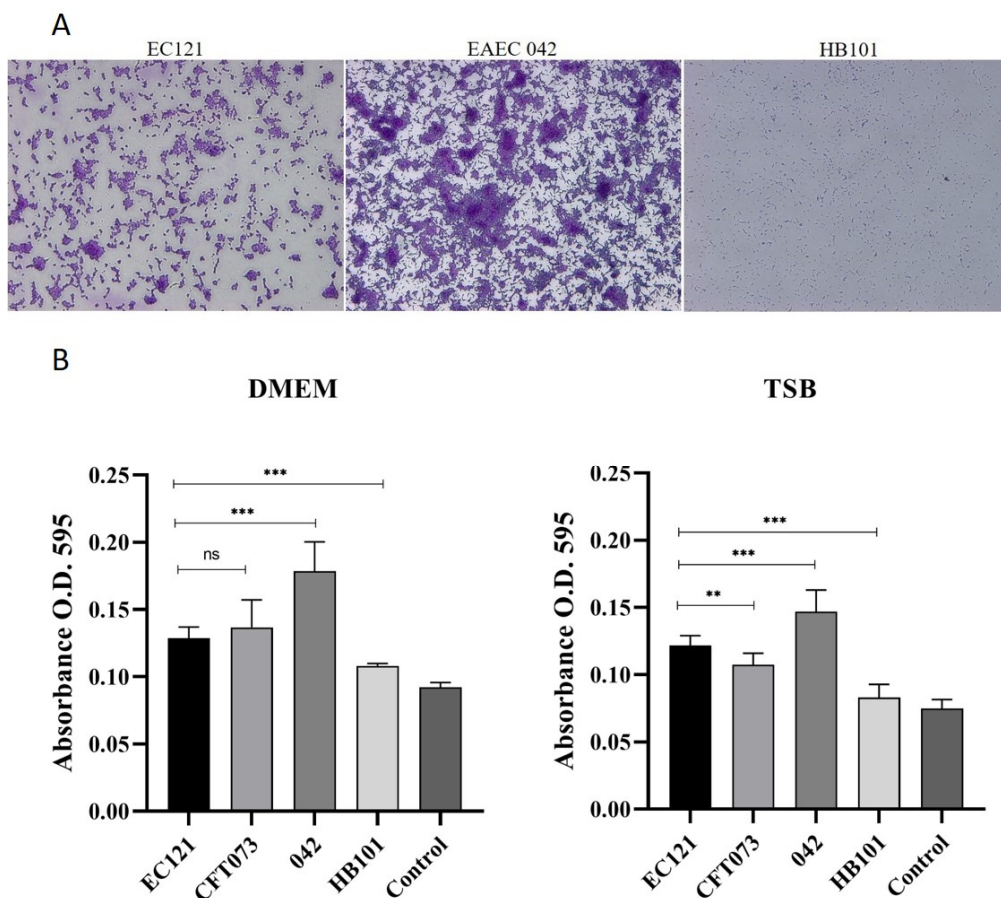 A
EC121 EAEC 042 HB101
B
DMEM
Absorbance O.D. 595
0.25
0.20
0.15
0.10
0.05
0.00
***
***
ns
EC121
CFT073
042
HB101
Control
TSB
Absorbance O.D. 595
0.25
0.20
0.15
0.10
0.05
0.00
***
***
**
EC121
CFT073
042
HB101
Control